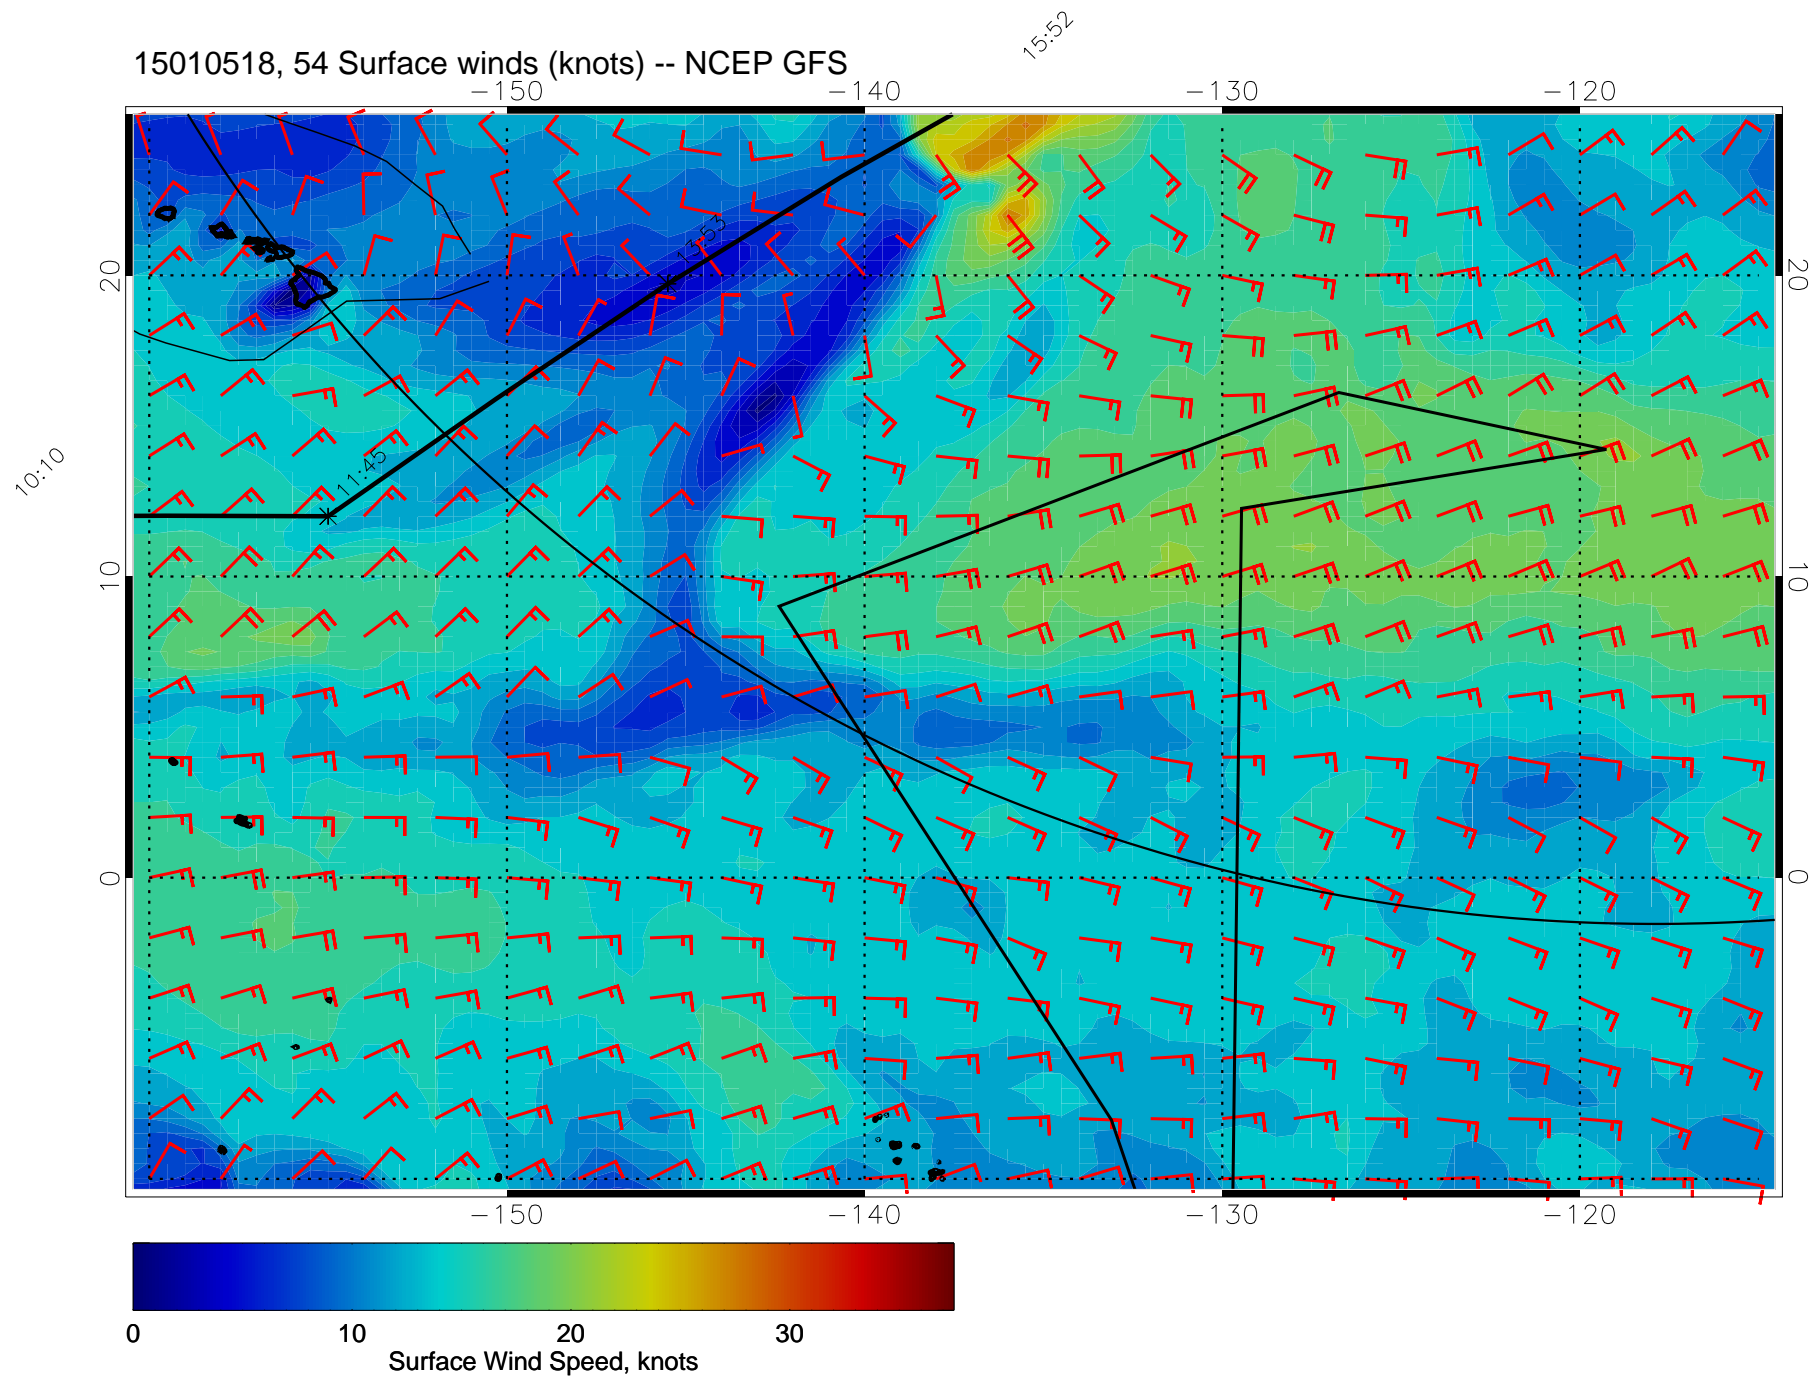 15:52
15010518, 54 Surface winds (knots) -- NCEP GFS
-150 -140 -130 -120
13:53
20 20
10:10
11:45
10 10
0 0
-150 -140 -130 -120
0 10 20 30
Surface Wind Speed, knots